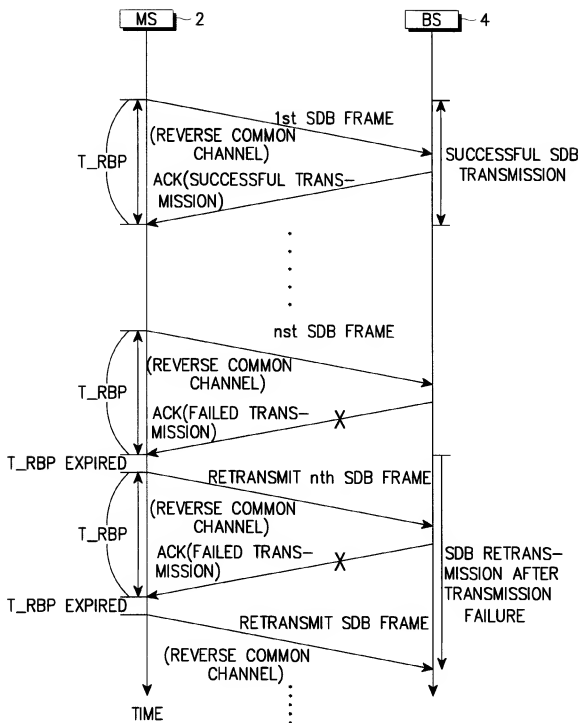 MS 2
BS 4
1st SDB FRAME
(REVERSE COMMON
CHANNEL)
T_RBP
ACK(SUCCESSFUL TRANS-
MISSION)
SUCCESSFUL SDB
TRANSMISSION
nst SDB FRAME
(REVERSE COMMON
CHANNEL)
T_RBP
ACK(FAILED TRANS-
MISSION)
X
T_RBP EXPIRED
RETRANSMIT nth SDB FRAME
(REVERSE COMMON
CHANNEL)
T_RBP
ACK(FAILED TRANS-
MISSION)
X
SDB RETRANS-
MISSION AFTER
TRANSMISSION
FAILURE
T_RBP EXPIRED
RETRANSMIT SDB FRAME
(REVERSE COMMON
CHANNEL)
TIME